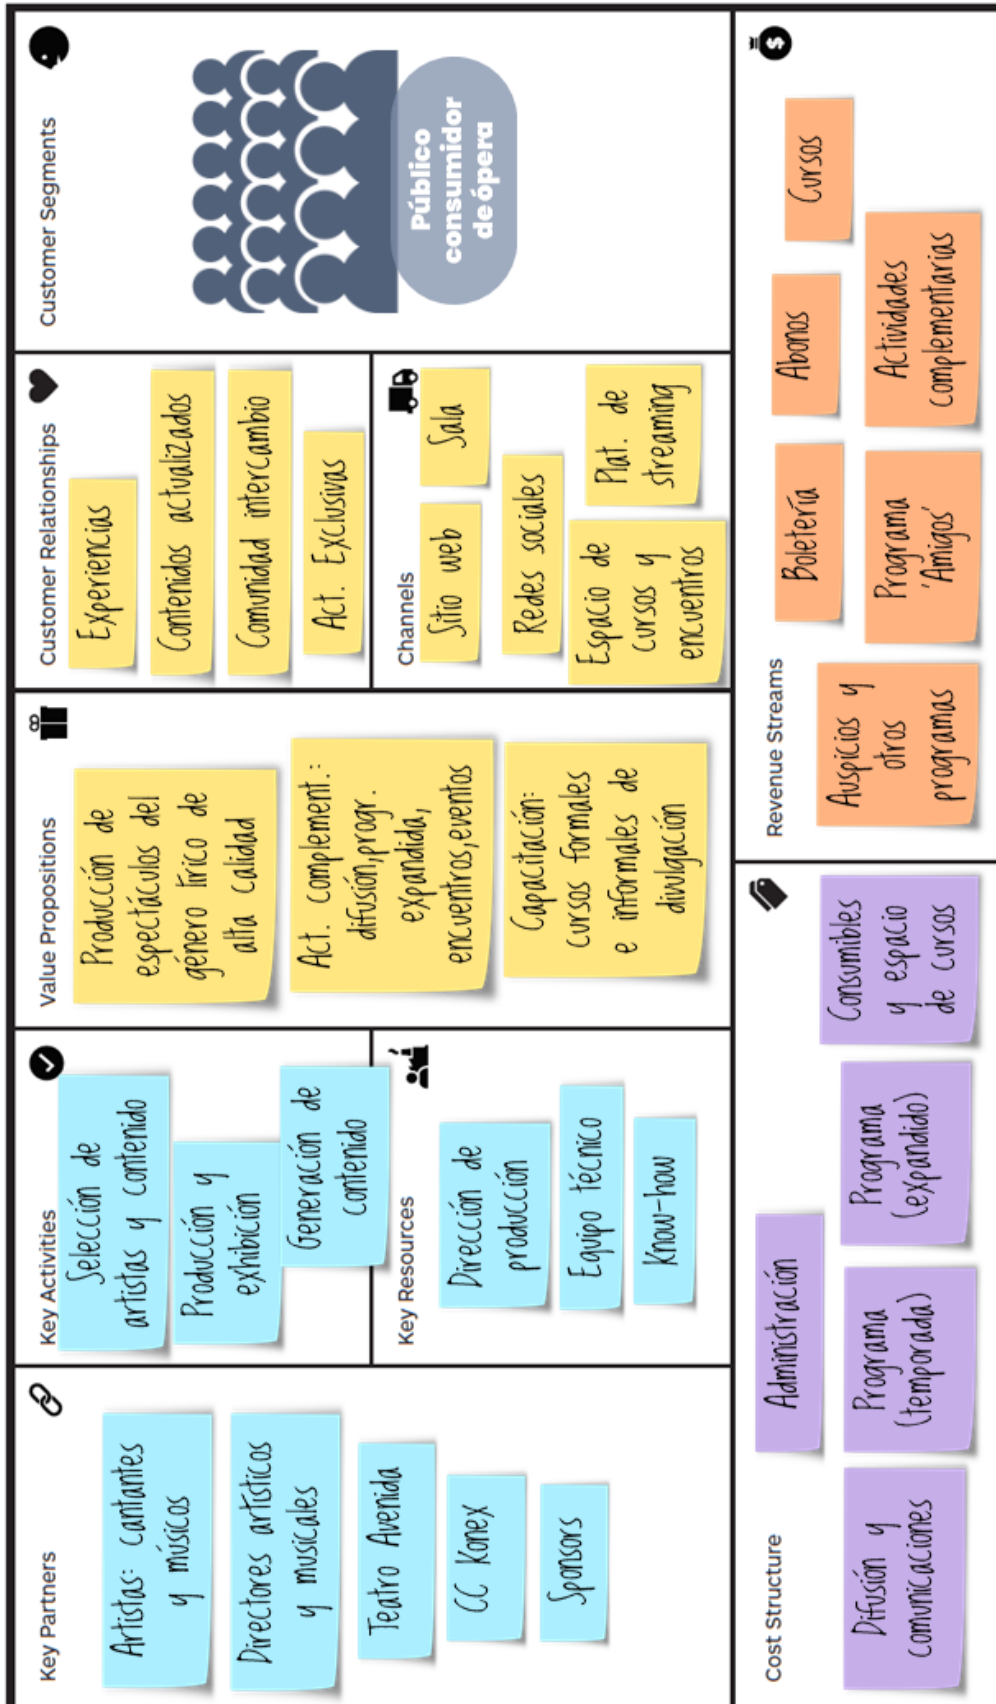 Key Partners
Artistas: cantantes
y músicos
Directores artísticos
y musicales
Teatro Avenida
CC Konex
Sponsors
Key Activities
Selección de
artistas y contenido
Producción y
exhibición
Generación de
contenido
Key Resources
Dirección de
producción
Equipo técnico
Know-how
Value Propositions
Producción de
espectáculos del
género lírico de
alta calidad
Act. complement.:
difusión,progr.
expandida,
encuentros,eventos
Capacitación:
cursos formales
e informales de
divulgación
Customer Relationships
Experiencias
Contenidos actualizados
Comunidad intercambio
Act. Exclusivas
Channels
Sitio web
Sala
Redes sociales
Espacio de
cursos y
encuentros
Plat. de
streaming
Customer Segments
Público
consumidor
de ópera
Cost Structure
Administración
Difusión y
comunicaciones
Programa
(temporada)
Programa
(expandido)
Consumibles
y espacio
de cursos
Revenue Streams
Auspicios y
otros
programas
Boletería
Abonos
Cursos
Programa
'Amigos'
Actividades
complementarias